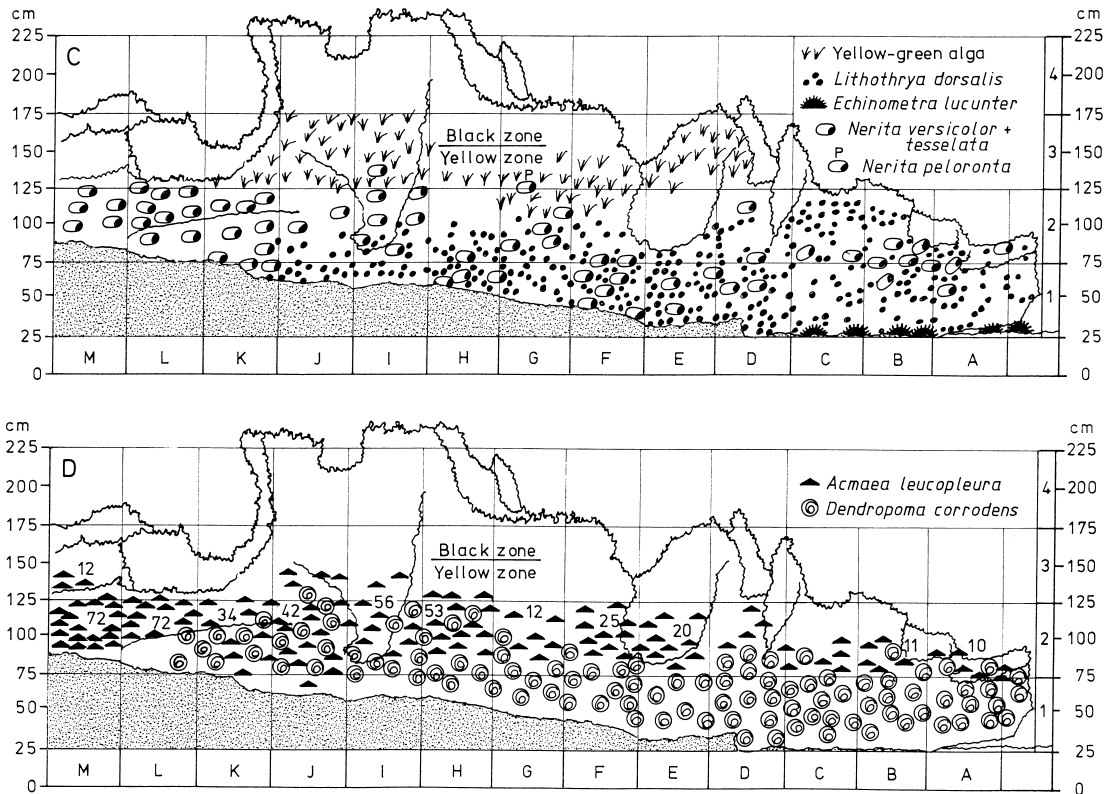 cm
cm
225
225
C
Yellow-green alga
200
4
200
Lithothrya dorsalis
Echinometra lucunter
175
175
Nerita versicolor +
tesselata
Black zone
150
3
150
Yellow zone
P
P
Nerita peloronta
125
125
100
2
100
75
75
50
1
50
25
25
M L K J I H G F E D C B A
0
0
cm
cm
225
225
D
Acmaea leucopleura
200
4
200
Dendropoma corrodens
175
175
Black zone
150
3
150
Yellow zone
12
125
125
72 72 34 42 56 53 12 25 20 11 10
100
2
100
75
75
50
1
50
25
25
M L K J I H G F E D C B A
0
0